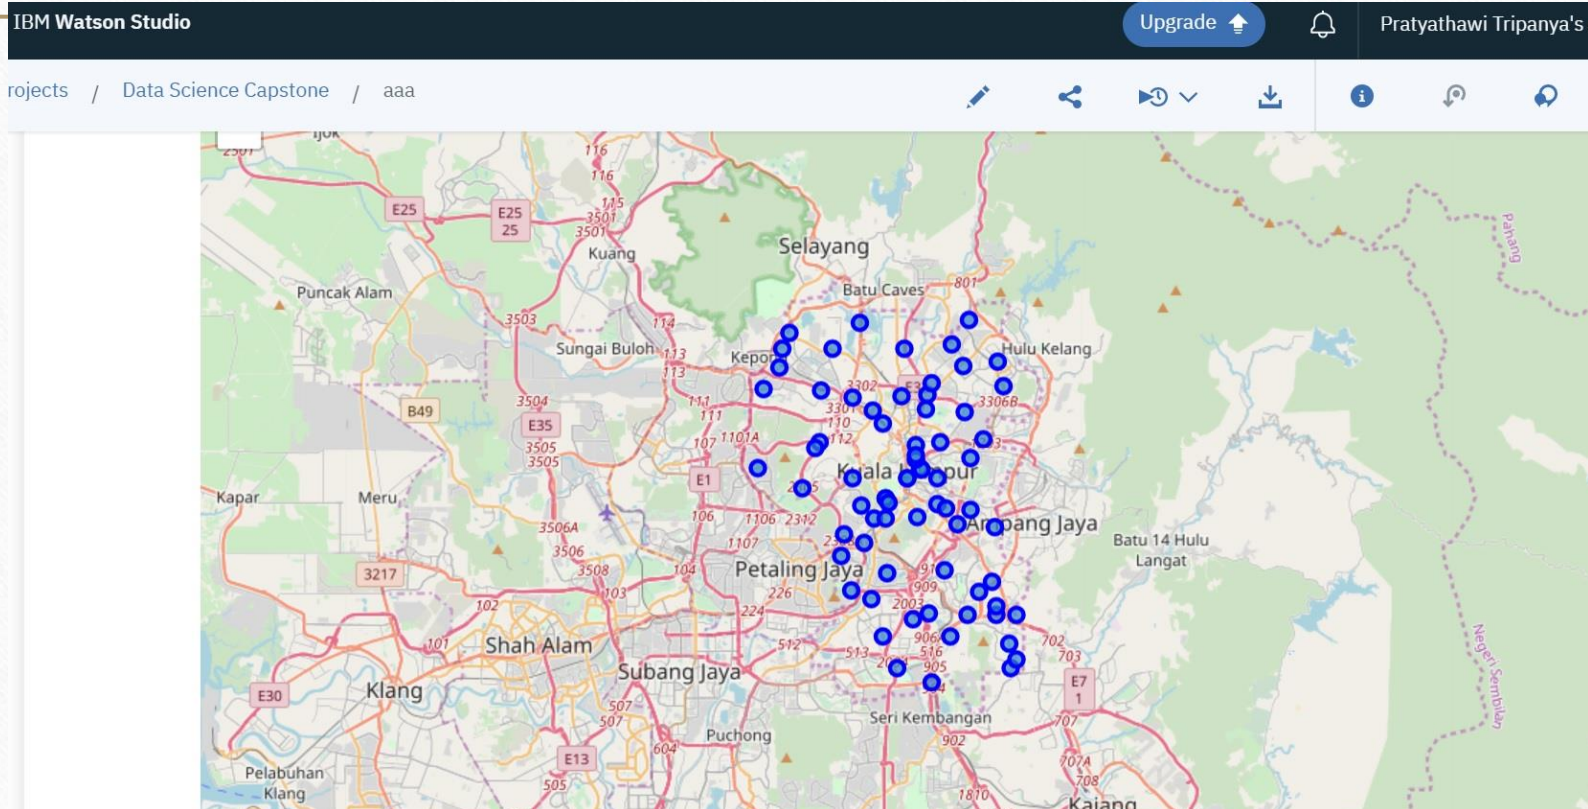 IBM Watson Studio
Upgrade
Pratyathawi Tripanya's
rojects / Data Science Capstone / aaa
Ijok
2501
116
116
115
3501
3501
E25
E25
25
Kuang
Selayang
Pahang
Puncak Alam
Batu Caves
801
3503
114
Sungai Buloh
113
113
Hulu Kelang
3302
3504
B49
111
111
3301
3306B
E35
110
3505
3505
107
1101A
112
E1
Kapar
Meru
106
1106
2312
3506A
Ampang Jaya
3506
1107
Batu 14 Hulu
Langat
3217
3508
104
Petaling Jaya
103
226
909
102
224
2003
101
Shah Alam
512
513
906
516
702
703
Subang Jaya
905
Negeri Sembilan
E30
Klang
E7
1
507
507
Seri Kembangan
707
Puchong
604
902
E13
707A
Pelabuhan
Klang
505
708
1810
Kajang